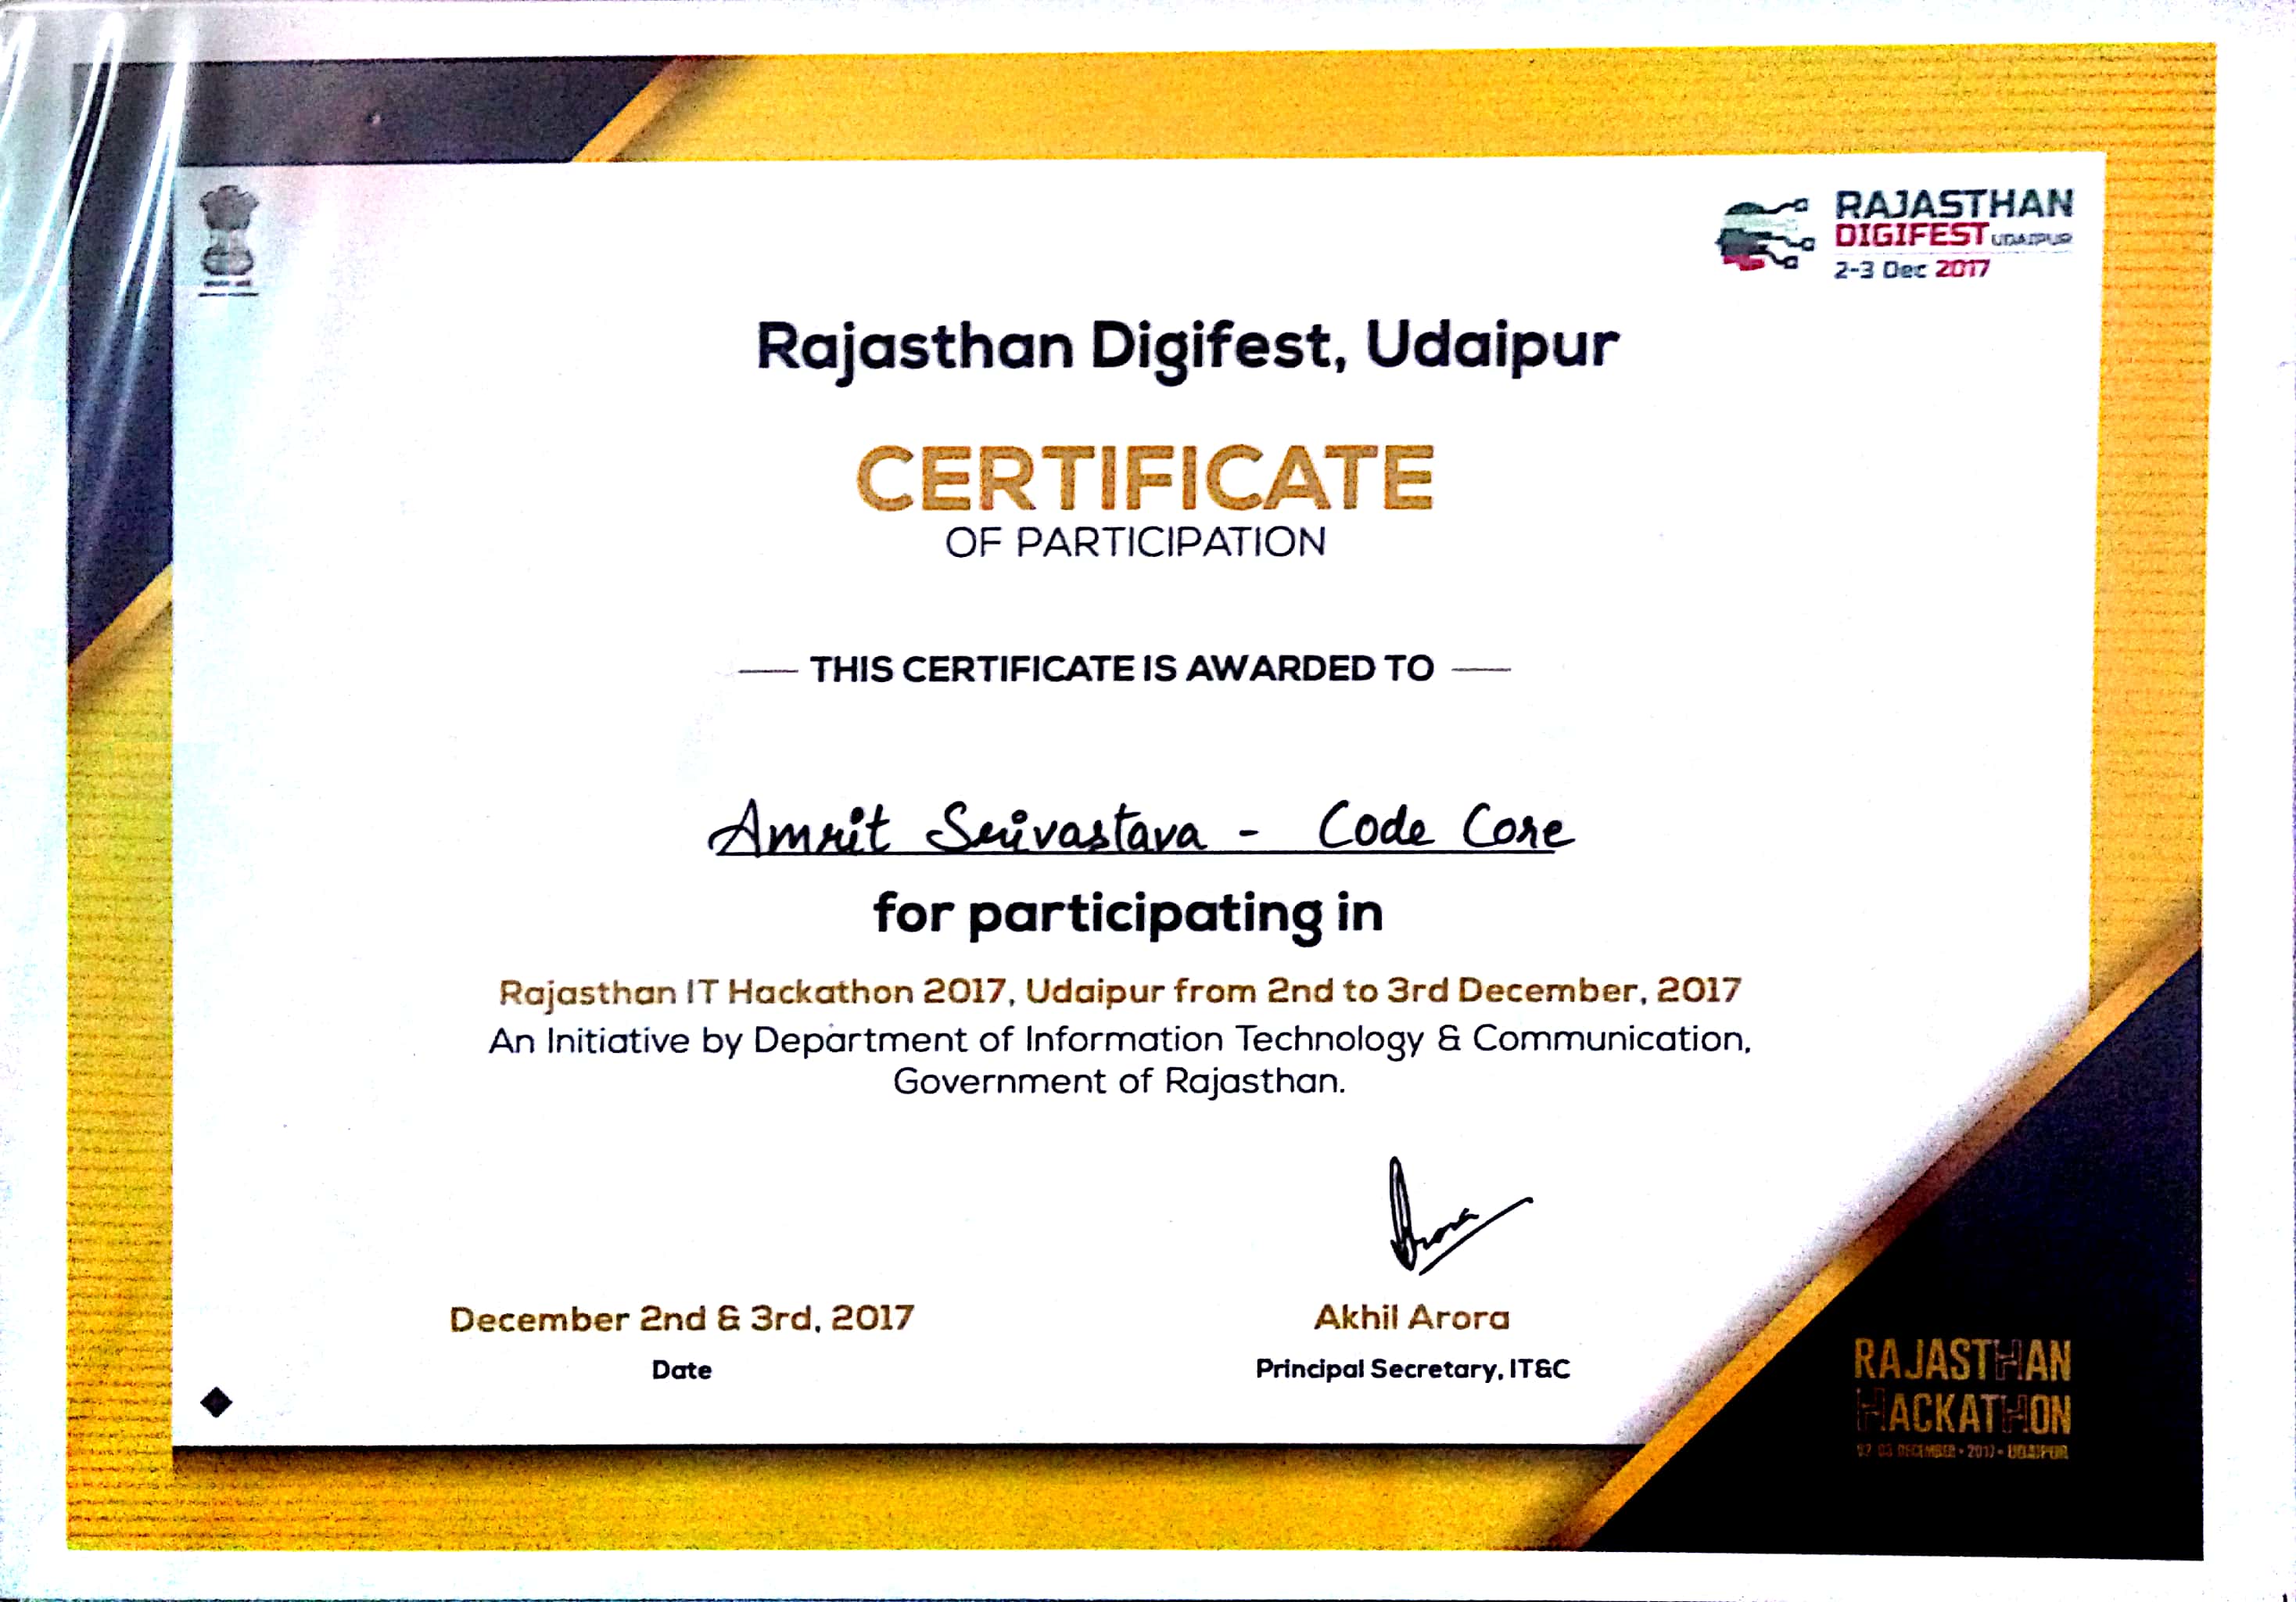 RAJASTHAN
DIGIFEST UDAIPUR
2-3 Dec 2017
Rajasthan Digifest, Udaipur
CERTIFICATE
OF PARTICIPATION
THIS CERTIFICATE IS AWARDED TO
Amrit Srivastava - Code Core
for participating in
Rajasthan IT Hackathon 2017, Udaipur from 2nd to 3rd December, 2017
An Initiative by Department of Information Technology & Communication,
Government of Rajasthan.
Arora
December 2nd & 3rd, 2017
Akhil Arora
Date
Principal Secretary, IT&C
RAJASTHAN
HACKATHON
02-03 DECEMBER • 2017 • UDAIPUR